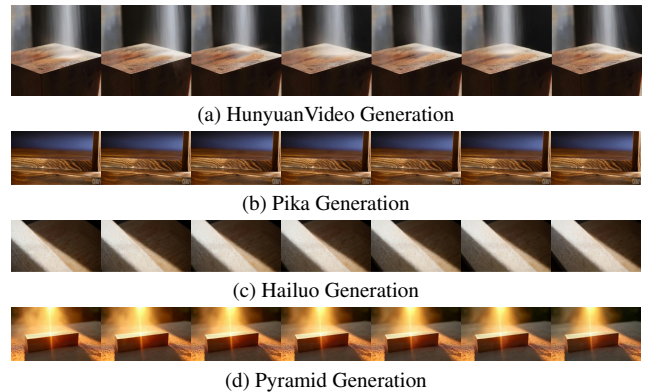 (a) HunyuanVideo Generation
(b) Pika Generation
(c) Hailuo Generation
(d) Pyramid Generation